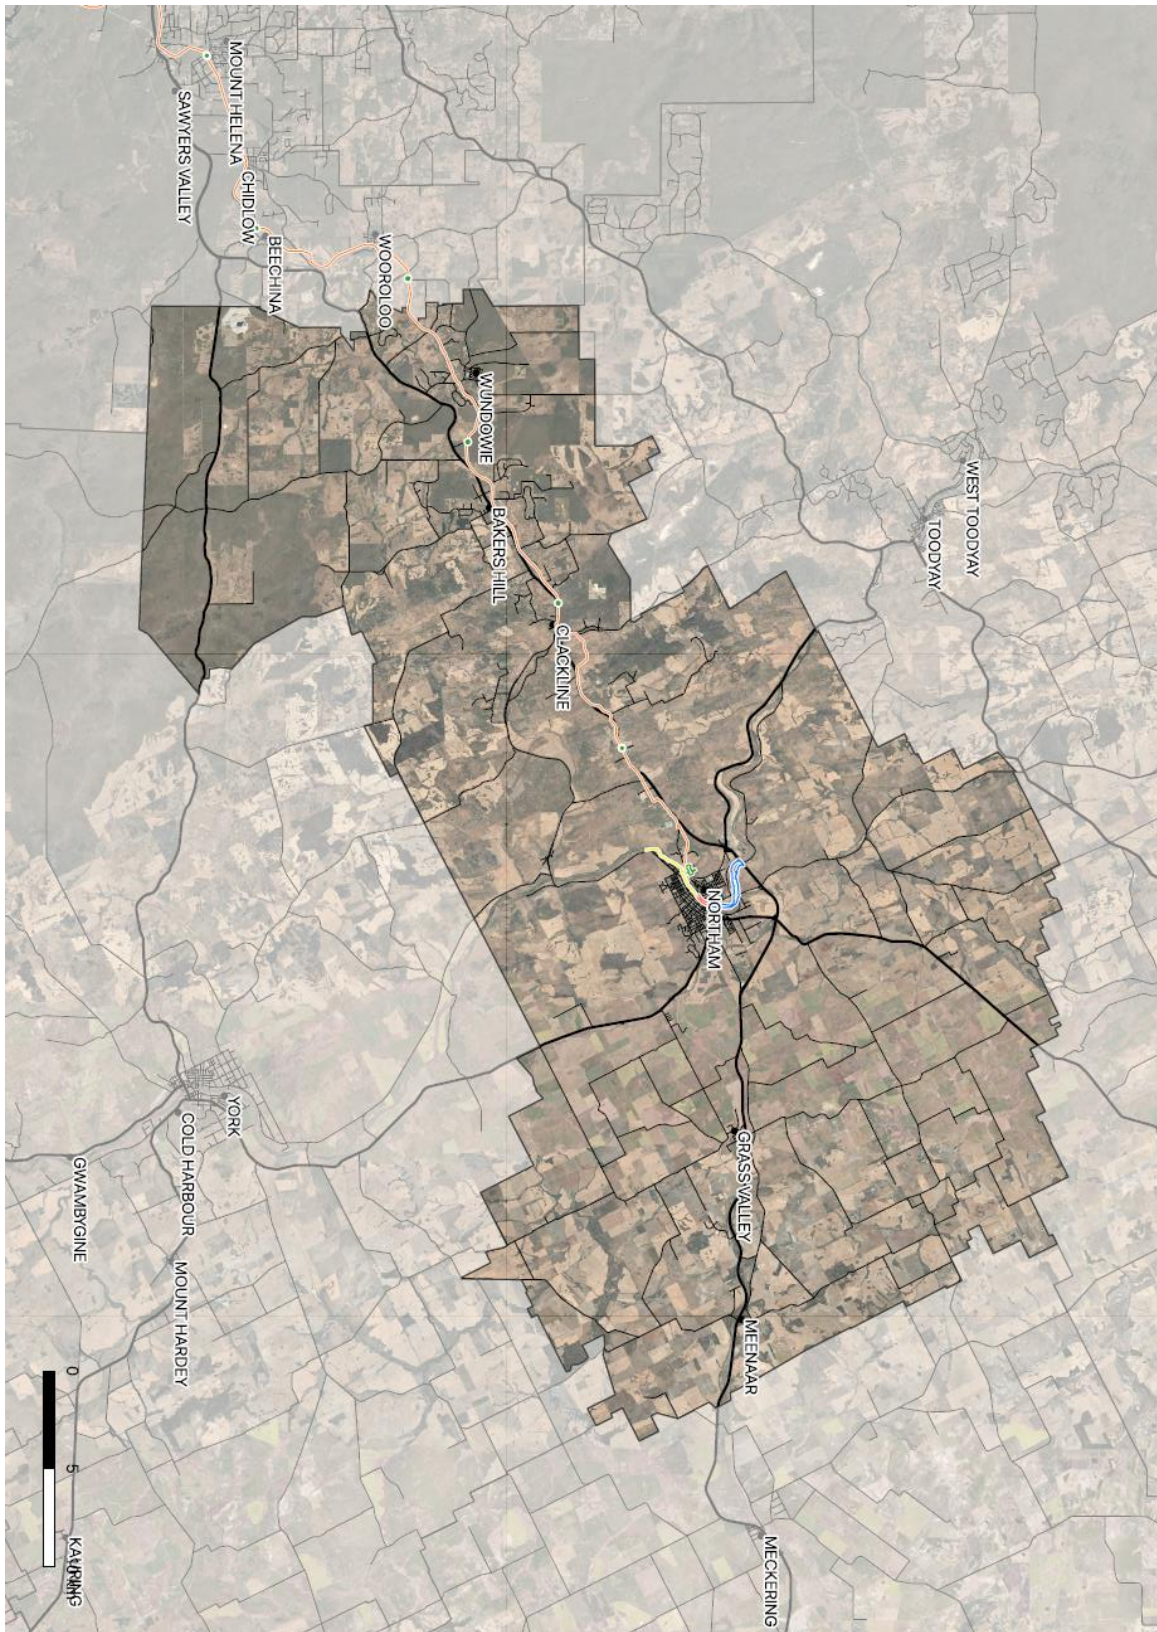 MOUNT HELENA
SAWYERS VALLEY
CHIDLOW
BEECHINA
WOOROLOO
WUNDOWIE
BAKERS HILL
CLACKLINE
WEST TOODYAY
TOODYAY
NORTHAM
YORK
COLD HARBOUR
GWAMBYGINE
MOUNT HARDEY
GRASS VALLEY
MEENAAR
MECKERING
KAURING
0
5